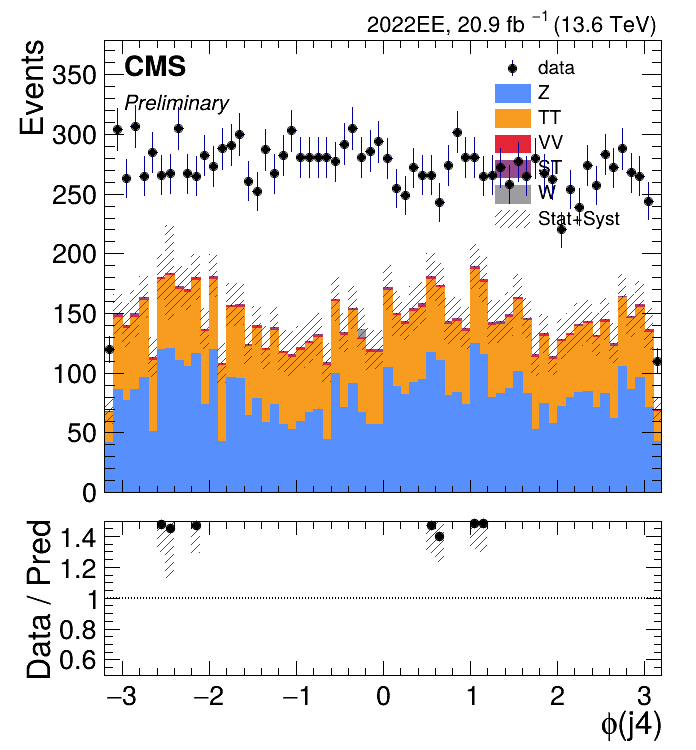 2022EE, 20.9 fb⁻¹ (13.6 TeV)
CMS
Preliminary
data
Z
TT
VV
ST
W
Stat+Syst
Events
350
300
250
200
150
100
50
0
Data / Pred
1.4
1.2
1
0.8
0.6
−3 −2 −1 0 1 2 3
ϕ(j4)